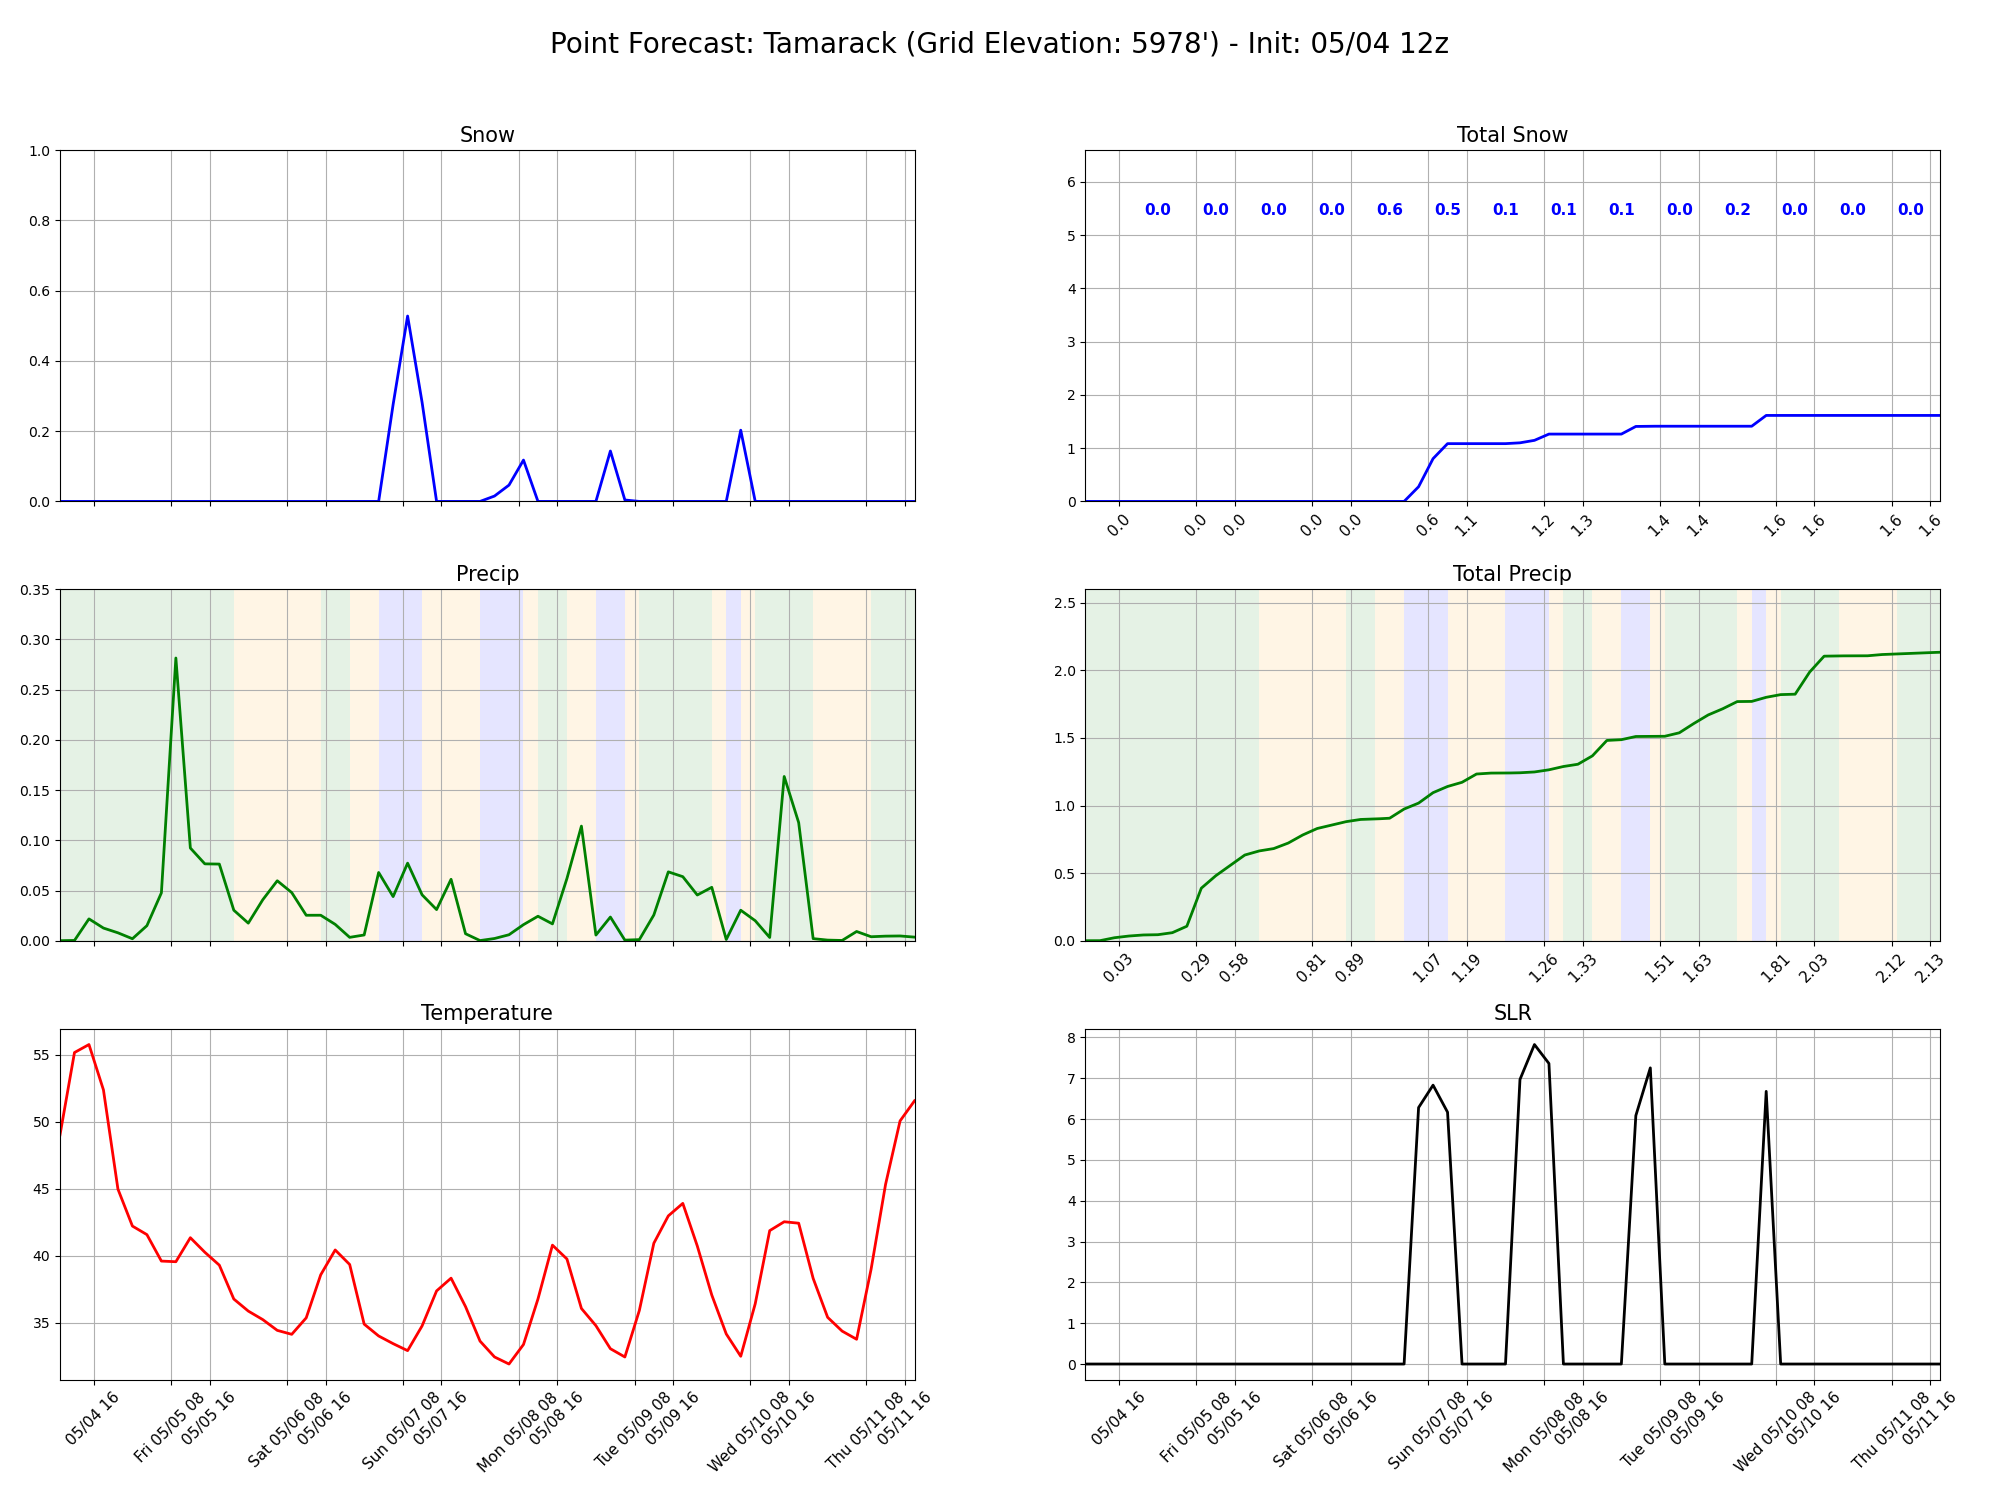 Point Forecast: Tamarack (Grid Elevation: 5978') - Init: 05/04 12z
Snow
1.0
0.8
0.6
0.4
0.2
0.0
Total Snow
6
5
4
3
2
1
0
0.0 0.0 0.0 0.0 0.6 0.5 0.1 0.1 0.1 0.0 0.2 0.0 0.0 0.0
0.0 0.0 0.0 0.0 0.0 0.6 1.1 1.2 1.3 1.4 1.4 1.6 1.6 1.6 1.6
Precip
0.35
0.30
0.25
0.20
0.15
0.10
0.05
0.00
Total Precip
2.5
2.0
1.5
1.0
0.5
0.0
0.03 0.29 0.58 0.81 0.89 1.07 1.19 1.26 1.33 1.51 1.63 1.81 2.03 2.12 2.13
Temperature
55
50
45
40
35
05/04 16
Fri 05/05 08
05/05 16
Sat 05/06 08
05/06 16
Sun 05/07 08
05/07 16
Mon 05/08 08
05/08 16
Tue 05/09 08
05/09 16
Wed 05/10 08
05/10 16
Thu 05/11 08
05/11 16
SLR
8
7
6
5
4
3
2
1
0
05/04 16
Fri 05/05 08
05/05 16
Sat 05/06 08
05/06 16
Sun 05/07 08
05/07 16
Mon 05/08 08
05/08 16
Tue 05/09 08
05/09 16
Wed 05/10 08
05/10 16
Thu 05/11 08
05/11 16